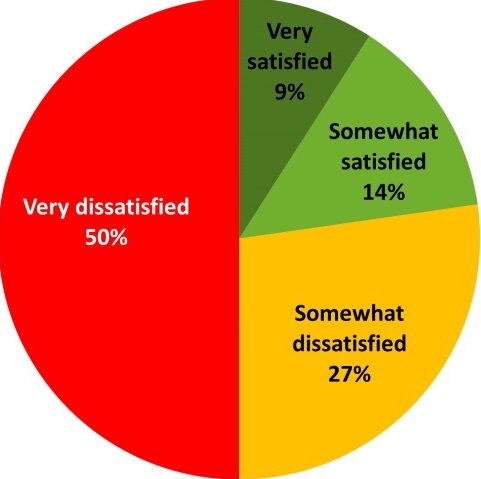 Very
satisfied
9%
Somewhat
satisfied
14%
Somewhat
dissatisfied
27%
Very dissatisfied
50%